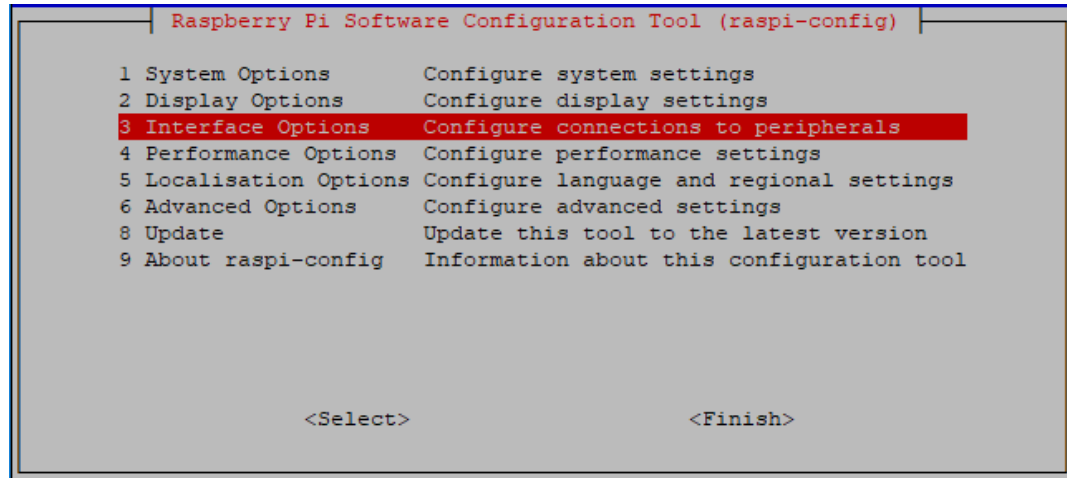 Raspberry Pi Software Configuration Tool (raspi-config)
1 System Options Configure system settings
2 Display Options Configure display settings
3 Interface Options Configure connections to peripherals
4 Performance Options Configure performance settings
5 Localisation Options Configure language and regional settings
6 Advanced Options Configure advanced settings
8 Update Update this tool to the latest version
9 About raspi-config Information about this configuration tool
<Select> <Finish>